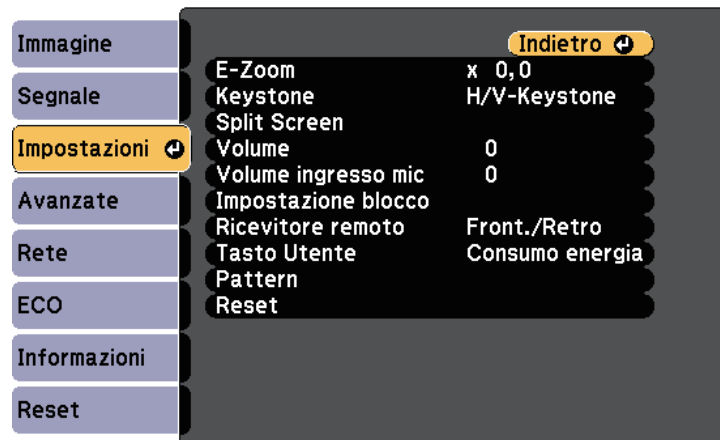 Immagine
Segnale
Impostazioni
Avanzate
Rete
ECO
Informazioni
Reset
Indietro
E-Zoom x 0,0
Keystone H/V-Keystone
Split Screen
Volume 0
Volume ingresso mic 0
Impostazione blocco
Ricevitore remoto Front./Retro
Tasto Utente Consumo energia
Pattern
Reset